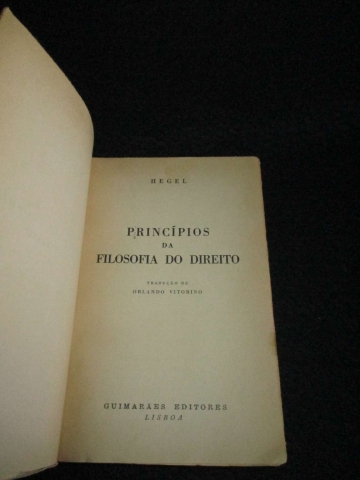 HEGEL
PRINCÍPIOS
DA
FILOSOFIA DO DIREITO
TRADUÇÃO DE
ORLANDO VITORINO
GUIMARÃES EDITORES
LISBOA